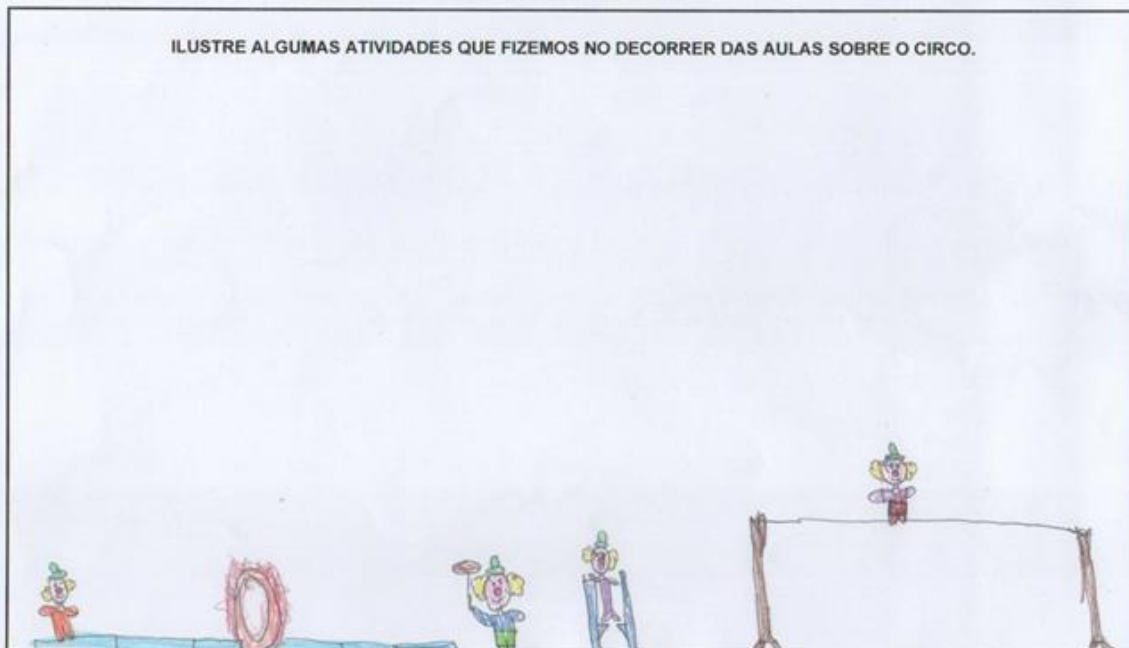 ILUSTRE ALGUMAS ATIVIDADES QUE FIZEMOS NO DECORRER DAS AULAS SOBRE O CIRCO.